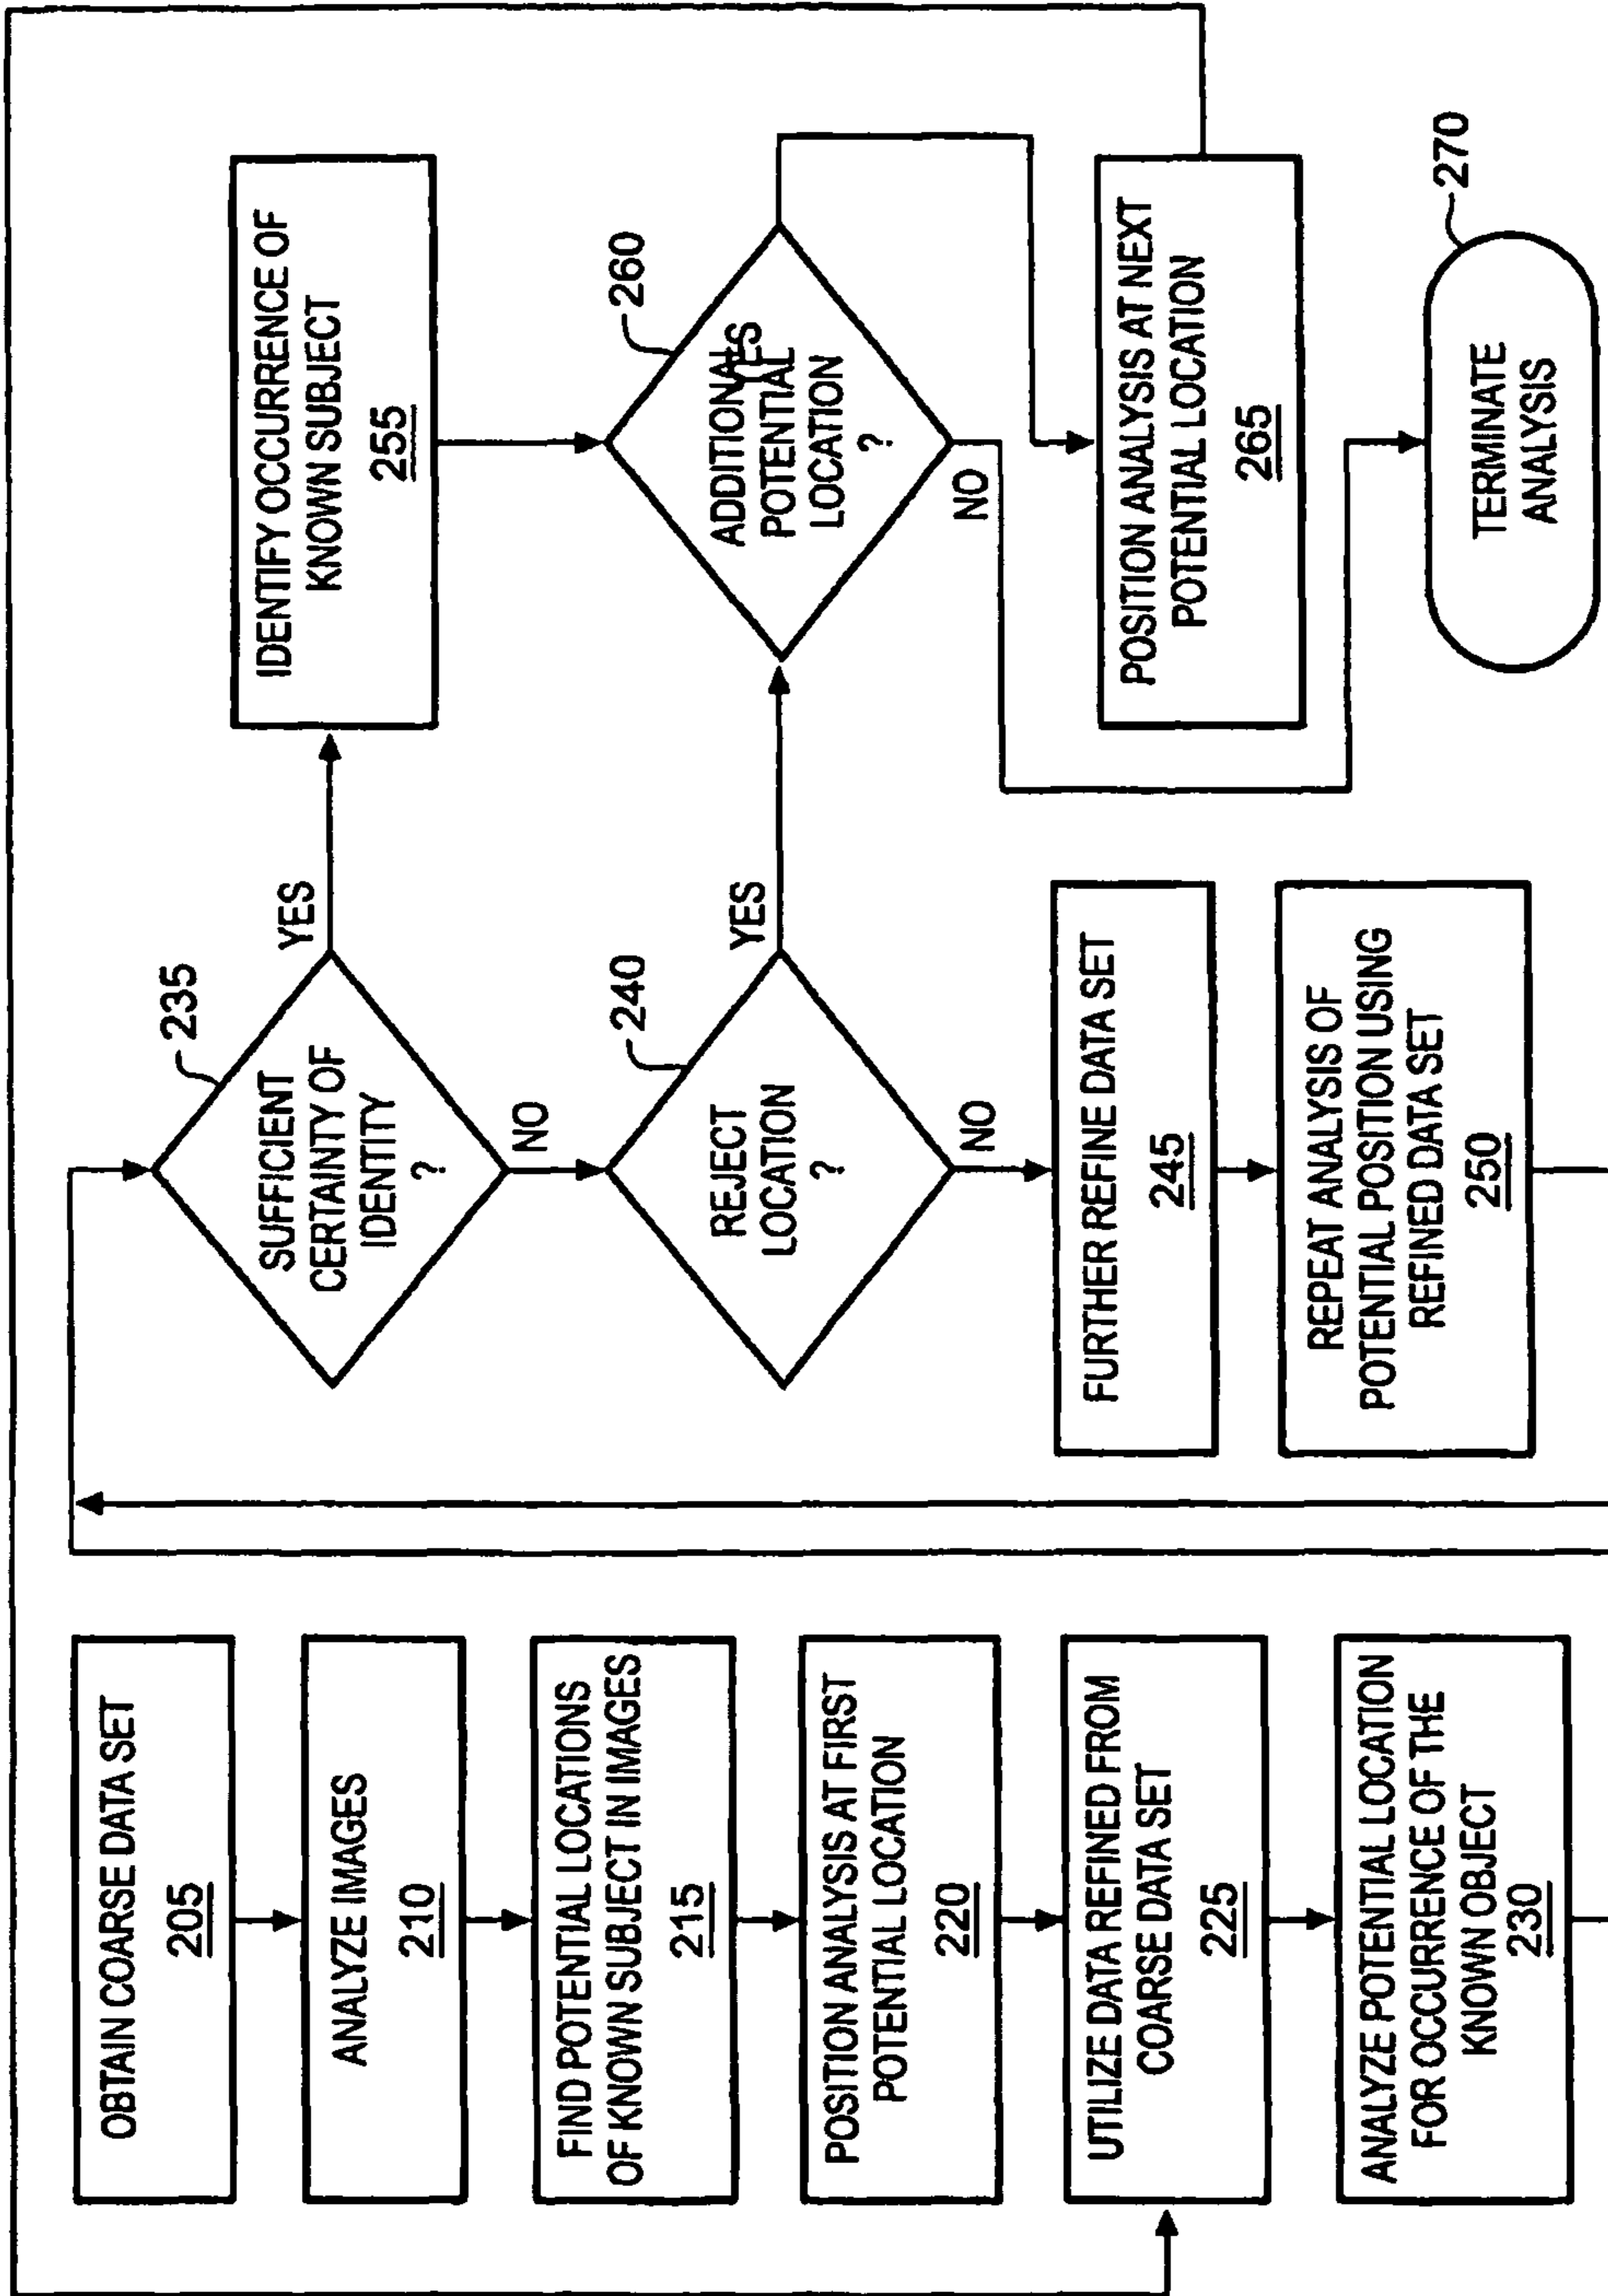 OBTAIN COARSE DATA SET
205
ANALYZE IMAGES
210
FIND POTENTIAL LOCATIONS
OF KNOWN SUBJECT IN IMAGES
215
POSITION ANALYSIS AT FIRST
POTENTIAL LOCATION
220
UTILIZE DATA REFINED FROM
COARSE DATA SET
225
ANALYZE POTENTIAL LOCATION
FOR OCCURRENCE OF THE
KNOWN OBJECT
230
235
SUFFICIENT
CERTAINTY OF
IDENTITY
?
YES
NO
240
REJECT
LOCATION
?
YES
NO
FURTHER REFINE DATA SET
245
REPEAT ANALYSIS OF
POTENTIAL POSITION USING
REFINED DATA SET
250
IDENTIFY OCCURRENCE OF
KNOWN SUBJECT
255
260
ADDITIONAL
POTENTIAL
LOCATION
?
YES
NO
POSITION ANALYSIS AT NEXT
POTENTIAL LOCATION
265
270
TERMINATE
ANALYSIS